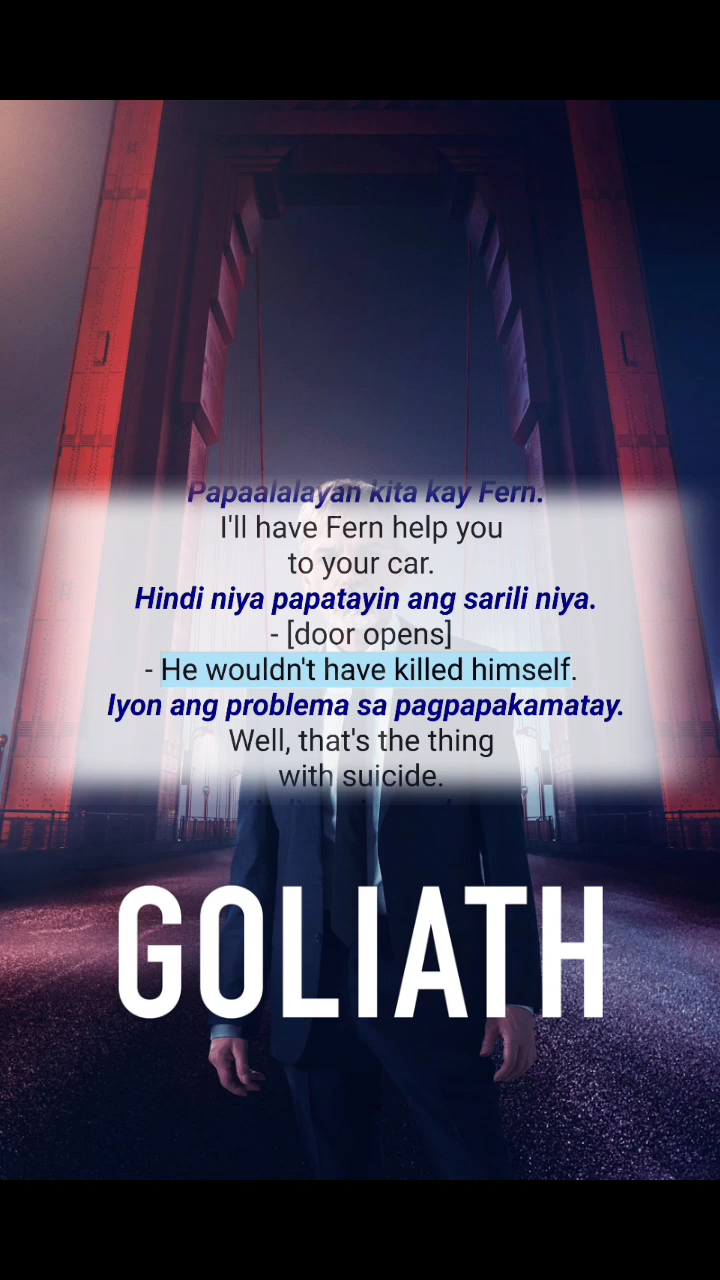 Papaalalayan kita kay Fern.
I'll have Fern help you
to your car.
Hindi niya papatayin ang sarili niya.
- [door opens]
- He wouldn't have killed himself.
Iyon ang problema sa pagpapakamatay.
Well, that's the thing
with suicide.
GOLIATH